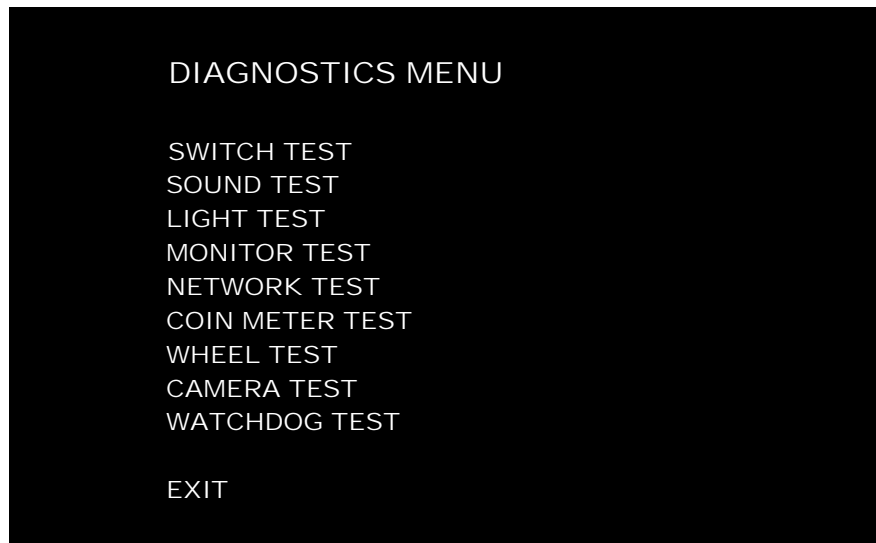 DIAGNOSTICS MENU
SWITCH TEST
SOUND TEST
LIGHT TEST
MONITOR TEST
NETWORK TEST
COIN METER TEST
WHEEL TEST
CAMERA TEST
WATCHDOG TEST
EXIT